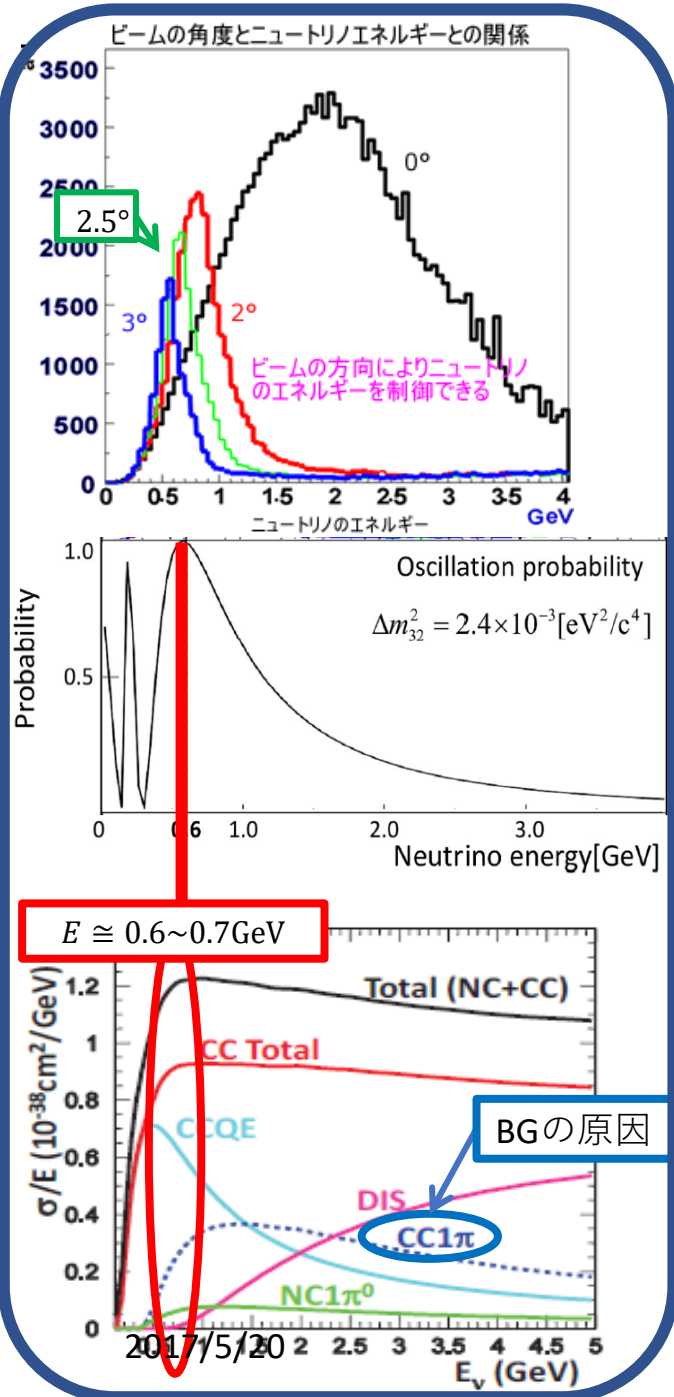 ビームの角度とニュートリノエネルギーとの関係
3500
3000
2500
2000
1500
1000
500
0
0°
2.5°
3°
2°
ビームの方向によりニュートリノ
のエネルギーを制御できる
0 0.5 1 1.5 2 2.5 3 3.5 4
GeV
ニュートリノのエネルギー
Probability
1.0
0.5
Oscillation probability
Δm²₃₂ = 2.4×10⁻³[eV²/c⁴]
0 0.6 1.0 2.0 3.0
Neutrino energy[GeV]
E ≅ 0.6~0.7GeV
σ/E (10⁻³⁸cm²/GeV)
1.2
1
0.8
0.6
0.4
0.2
0
Total (NC+CC)
CC Total
CCQE
BGの原因
DIS
CC1π
NC1π⁰
1 1.5 2 2.5 3 3.5 4 4.5 5
2017/5/20
Eᵥ (GeV)